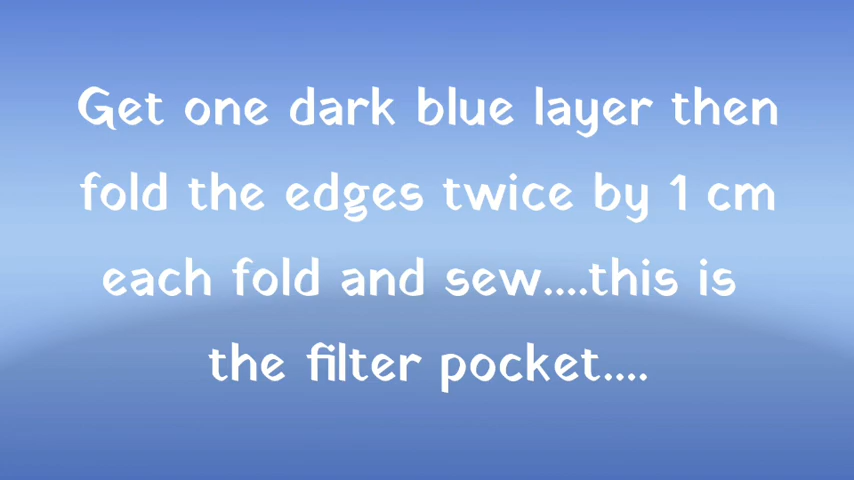 Get one dark blue layer then
fold the edges twice by 1 cm
each fold and sew....this is
the filter pocket....